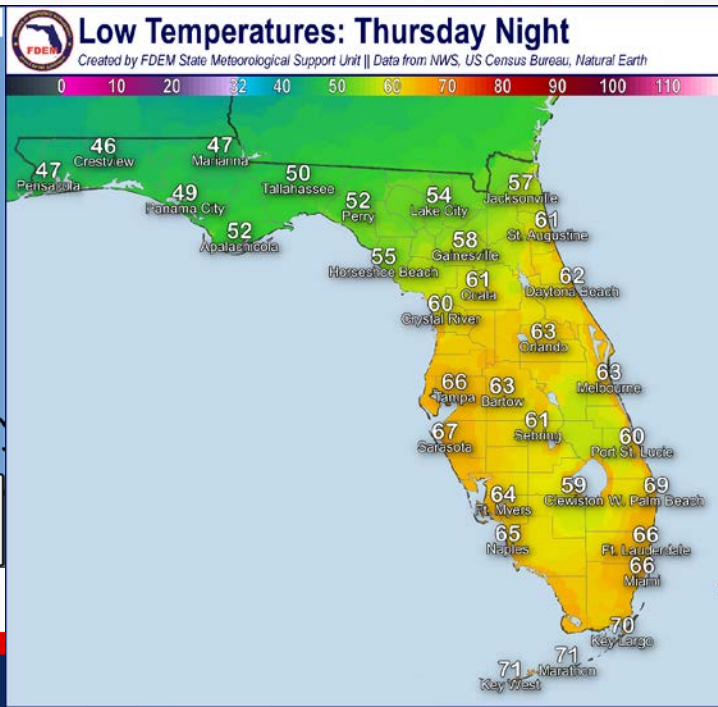 FDEM
Low Temperatures: Thursday Night
Created by FDEM State Meteorological Support Unit || Data from NWS, US Census Bureau, Natural Earth
0 10 20 32 40 50 60 70 80 90 100 110
46
Crestview
47
Marianna
47
Pensacola
50
Tallahassee
49
Panama City
52
Perry
54
Lake City
57
Jacksonville
52
Apalachicola
61
St. Augustine
58
Gainesville
55
Horseshoe Beach
61
Ocala
62
Daytona Beach
60
Crystal River
63
Orlando
66
Tampa
63
Bartow
63
Melbourne
67
Sarasota
61
Sebring
60
Port St. Lucie
64
Ft. Myers
59
Clewiston
69
W. Palm Beach
65
Naples
66
Ft. Lauderdale
66
Miami
70
Key Largo
71
Marathon
71
Key West